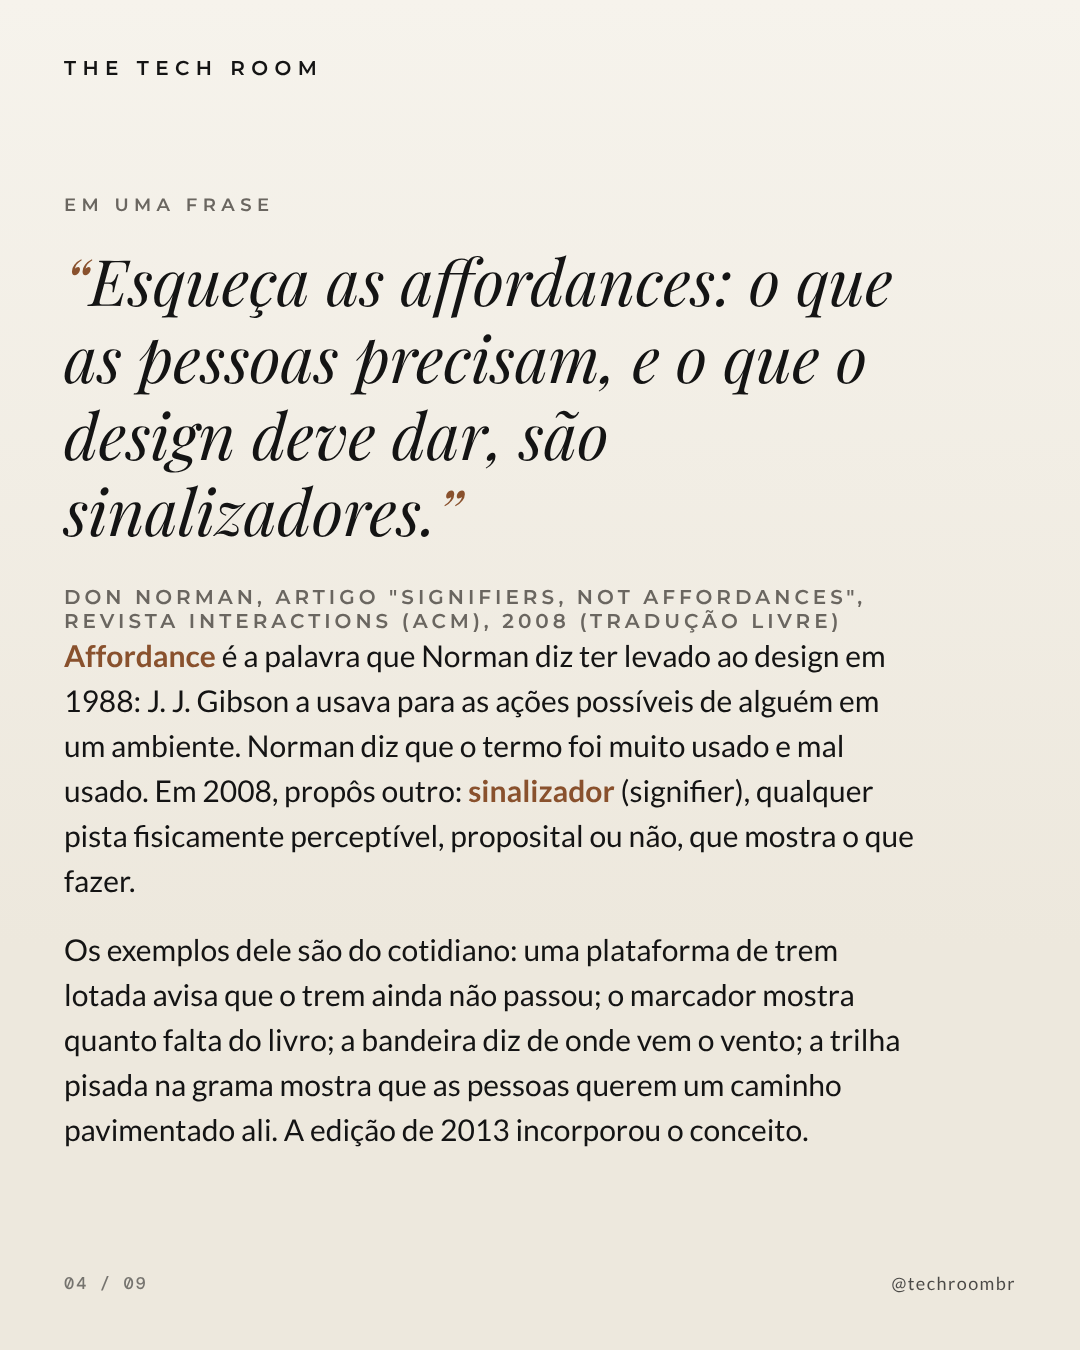 THE TECH ROOM
EM UMA FRASE
“Esqueça as affordances: o que
as pessoas precisam, e o que o
design deve dar, são
sinalizadores.”
DON NORMAN, ARTIGO "SIGNIFIERS, NOT AFFORDANCES",
REVISTA INTERACTIONS (ACM), 2008 (TRADUÇÃO LIVRE)
Affordance é a palavra que Norman diz ter levado ao design em
1988: J. J. Gibson a usava para as ações possíveis de alguém em
um ambiente. Norman diz que o termo foi muito usado e mal
usado. Em 2008, propôs outro: sinalizador (signifier), qualquer
pista fisicamente perceptível, proposital ou não, que mostra o que
fazer.
Os exemplos dele são do cotidiano: uma plataforma de trem
lotada avisa que o trem ainda não passou; o marcador mostra
quanto falta do livro; a bandeira diz de onde vem o vento; a trilha
pisada na grama mostra que as pessoas querem um caminho
pavimentado ali. A edição de 2013 incorporou o conceito.
04 / 09
@techroombr